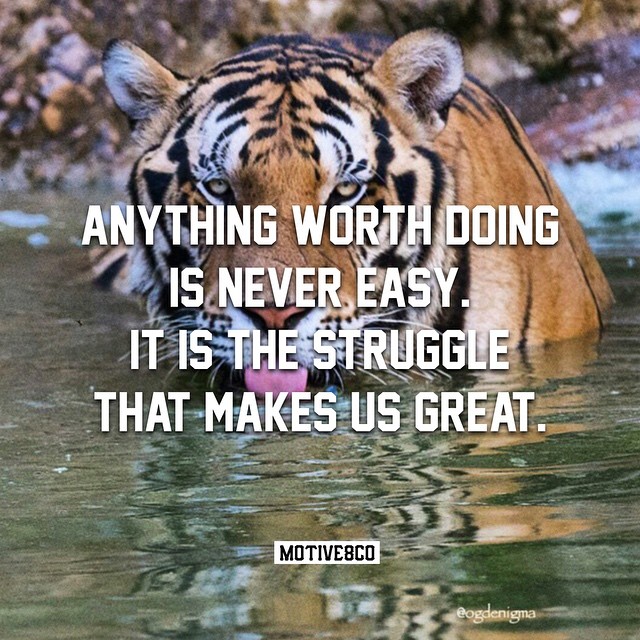 ANYTHING WORTH DOING
IS NEVER EASY.
IT IS THE STRUGGLE
THAT MAKES US GREAT.
MOTIVE8CO
@ogdenigma